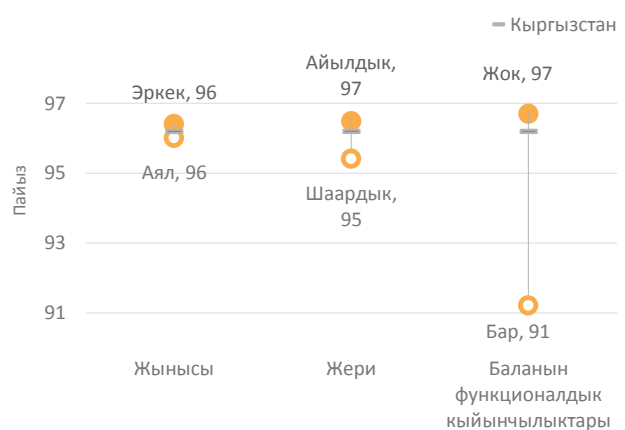 Кыргызстан
Пайыз
97
95
93
91
Эркек, 96
Аял, 96
Айылдык,
97
Шаардык,
95
Жок, 97
Бар, 91
Жынысы
Жери
Баланын
функционалдык
кыйынчылыктары